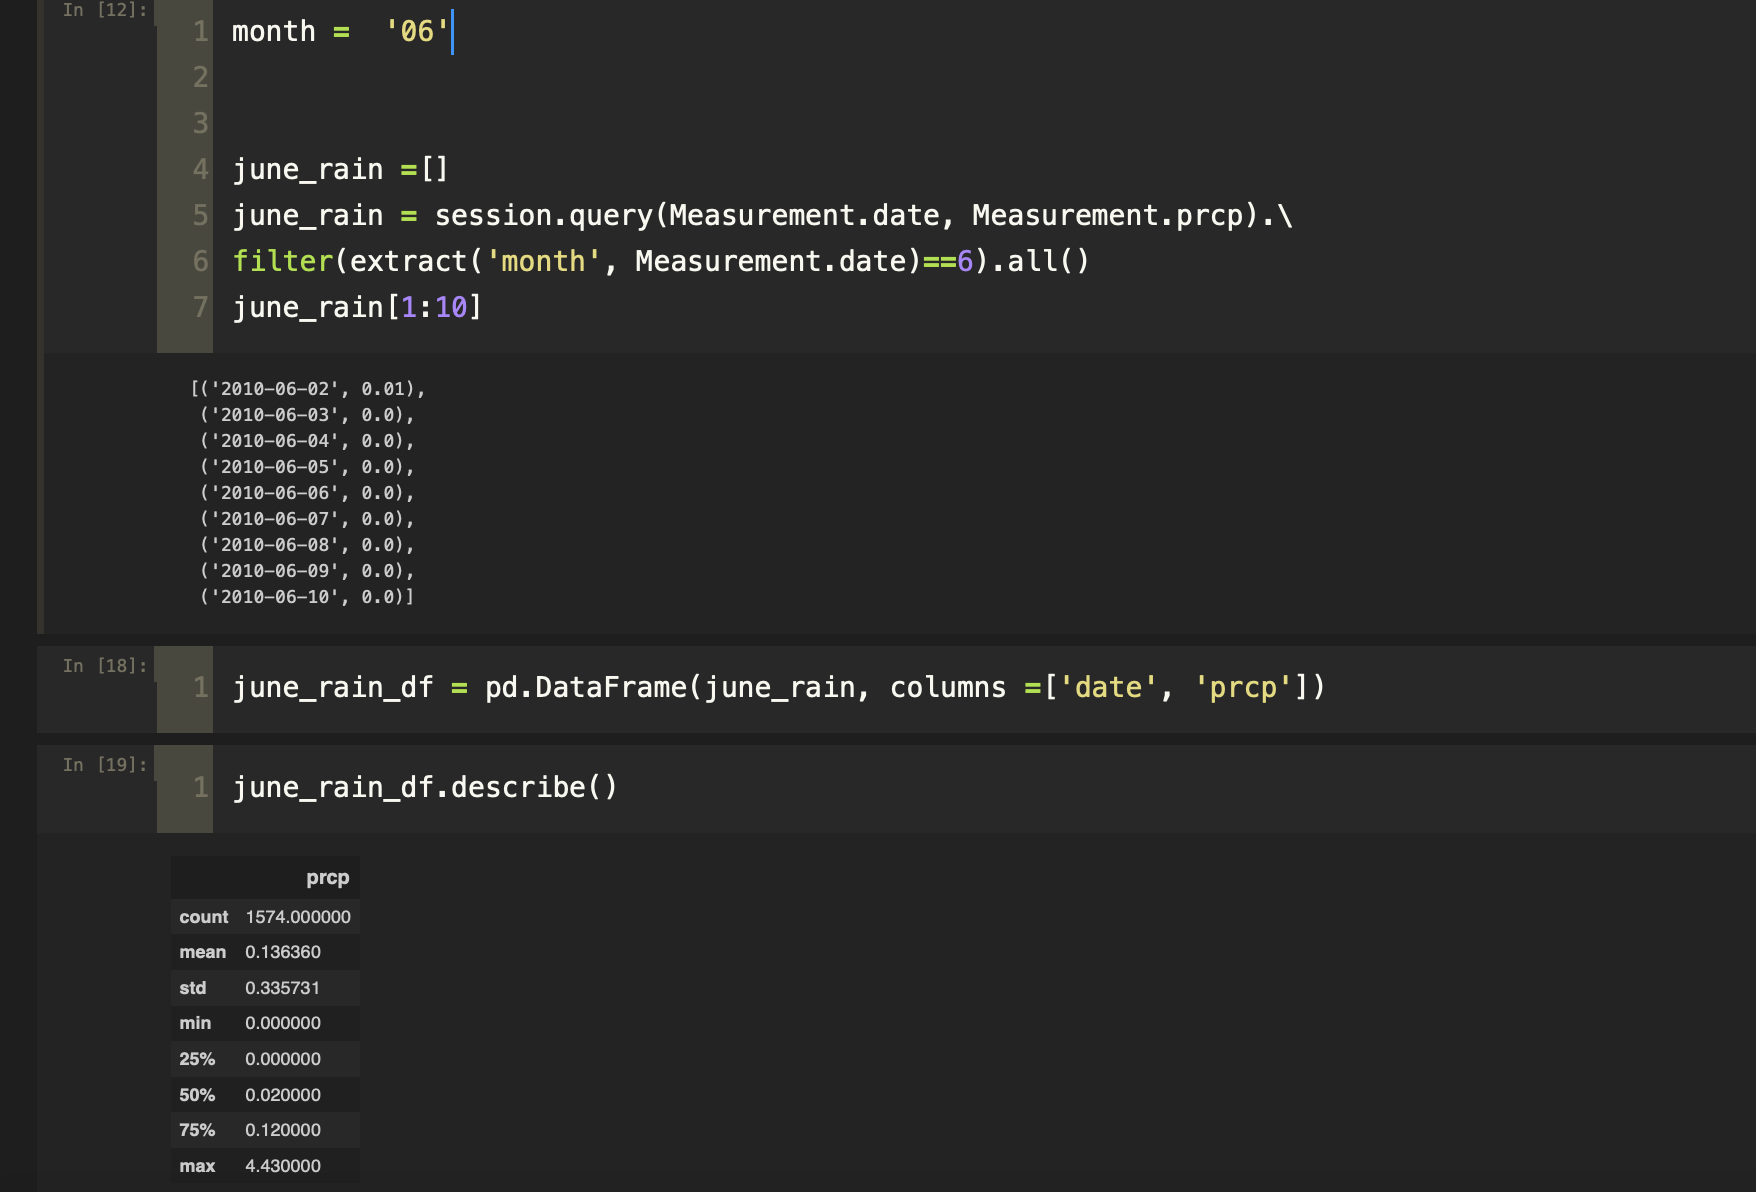 In [12]:
1 month =  '06'
2
3
4 june_rain =[]
5 june_rain = session.query(Measurement.date, Measurement.prcp).\
6 filter(extract('month', Measurement.date)==6).all()
7 june_rain[1:10]
[('2010-06-02', 0.01),
('2010-06-03', 0.0),
('2010-06-04', 0.0),
('2010-06-05', 0.0),
('2010-06-06', 0.0),
('2010-06-07', 0.0),
('2010-06-08', 0.0),
('2010-06-09', 0.0),
('2010-06-10', 0.0)]
In [18]:
1 june_rain_df = pd.DataFrame(june_rain, columns =['date', 'prcp'])
In [19]:
1 june_rain_df.describe()
prcp
count 1574.000000
mean 0.136360
std 0.335731
min 0.000000
25% 0.000000
50% 0.020000
75% 0.120000
max 4.430000